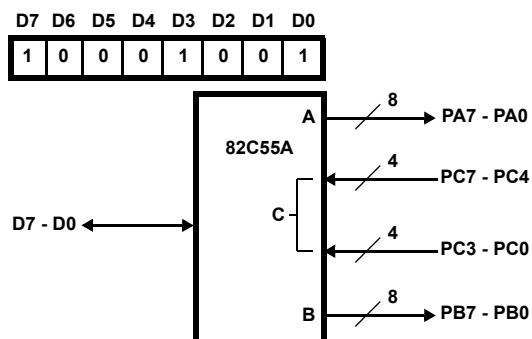 D7 D6 D5 D4 D3 D2 D1 D0
1 0 0 0 1 0 0 1
A 8 PA7 - PA0
82C55A
4 PC7 - PC4
C
D7 - D0
4 PC3 - PC0
B 8 PB7 - PB0